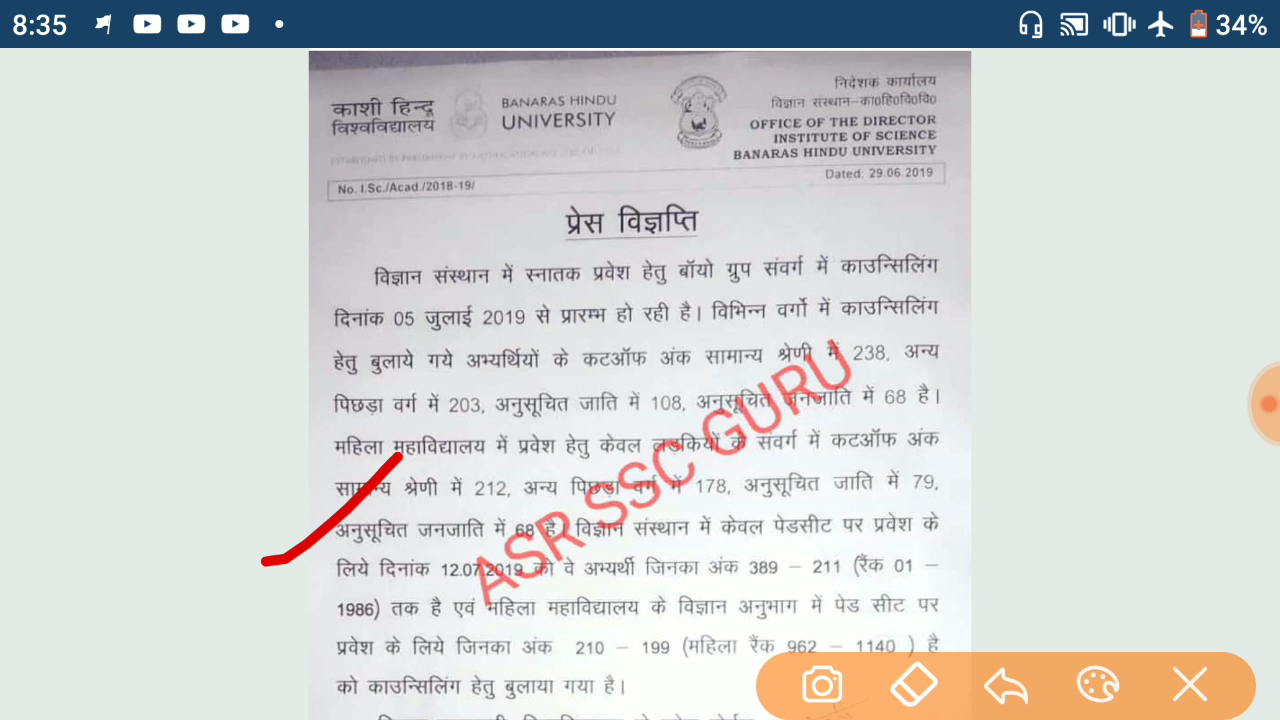 8:35
34%
काशी हिन्दू
विश्वविद्यालय
BANARAS HINDU
UNIVERSITY
निदेशक कार्यालय
विज्ञान संस्थान-का०हि०वि०वि०
OFFICE OF THE DIRECTOR
INSTITUTE OF SCIENCE
BANARAS HINDU UNIVERSITY
No. I.Sc./Acad./2018-19/
Dated: 29.06.2019
प्रेस विज्ञप्ति
विज्ञान संस्थान में स्नातक प्रवेश हेतु बॉयो ग्रुप संवर्ग में काउन्सिलिंग
दिनांक 05 जुलाई 2019 से प्रारम्भ हो रही है। विभिन्न वर्गो में काउन्सिलिंग
हेतु बुलाये गये अभ्यर्थियों के कटऑफ अंक सामान्य श्रेणी में 238, अन्य
पिछड़ा वर्ग में 203, अनुसूचित जाति में 108, अनुसूचित जनजाति में 68 है।
महिला महाविद्यालय में प्रवेश हेतु केवल लड़कियों के संवर्ग में कटऑफ अंक
सामान्य श्रेणी में 212, अन्य पिछड़ा वर्ग में 178, अनुसूचित जाति में 79,
अनुसूचित जनजाति में 68 है। विज्ञान संस्थान में केवल पेडसीट पर प्रवेश के
लिये दिनांक 12.07.2019 को वे अभ्यर्थी जिनका अंक 389 – 211 (रैंक 01 –
1986) तक है एवं महिला महाविद्यालय के विज्ञान अनुभाग में पेड सीट पर
प्रवेश के लिये जिनका अंक 210 – 199 (महिला रैंक 962 – 1140 ) है
को काउन्सिलिंग हेतु बुलाया गया है।
ASR SSC GURU